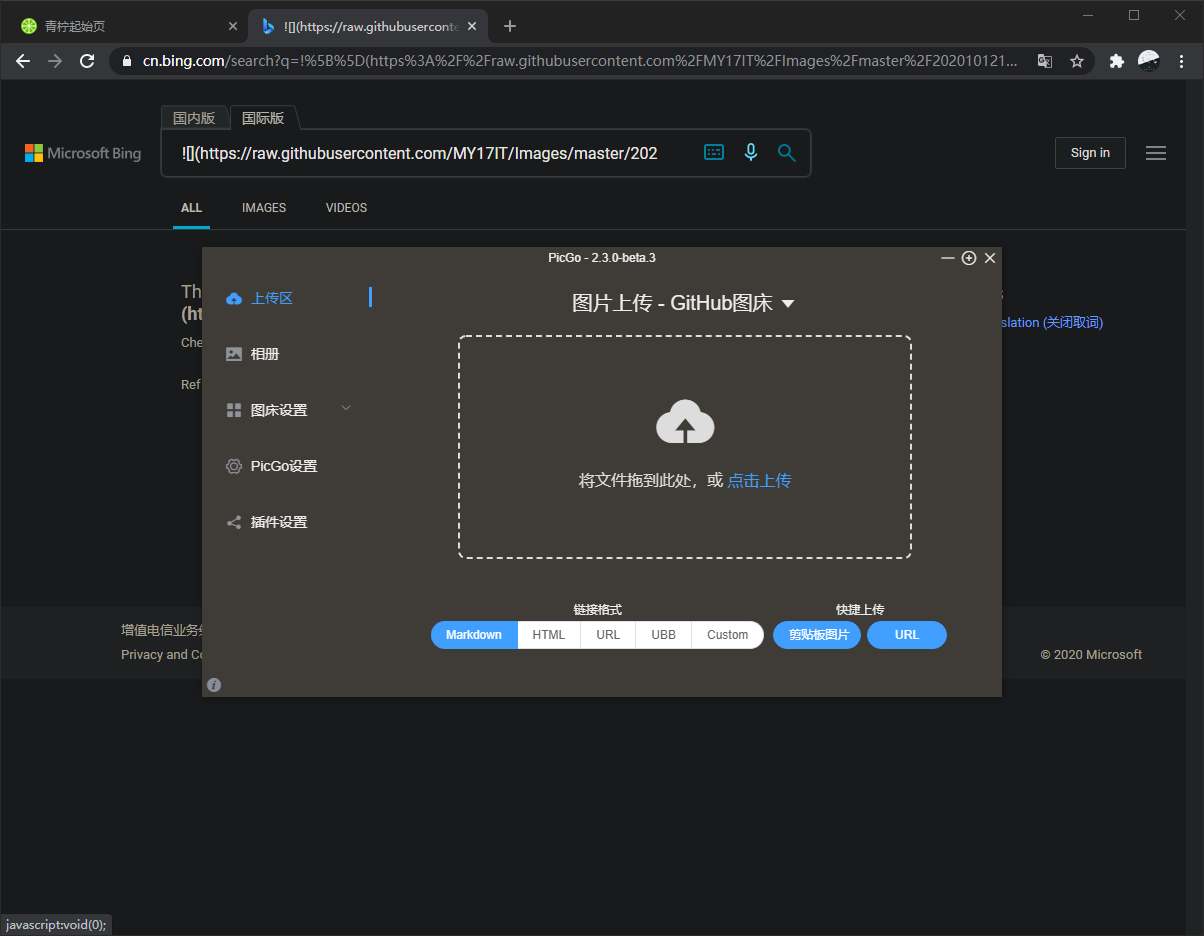 青柠起始页
![](https://raw.githubusercontent
cn.bing.com/search?q=!%5B%5D(https%3A%2F%2Fraw.githubusercontent.com%2FMY17IT%2FImages%2Fmaster%2F202010121...
国内版
国际版
Microsoft Bing
![](https://raw.githubusercontent.com/MY17IT/Images/master/202
Sign in
ALL
IMAGES
VIDEOS
PicGo - 2.3.0-beta.3
上传区
图片上传 - GitHub图床
Th
(ht
slation (关闭取词)
Che
相册
Ref
图床设置
PicGo设置
将文件拖到此处，或 点击上传
插件设置
链接格式
快捷上传
Markdown
HTML
URL
UBB
Custom
剪贴板图片
URL
增值电信业务
Privacy and Co
© 2020 Microsoft
javascript:void(0);